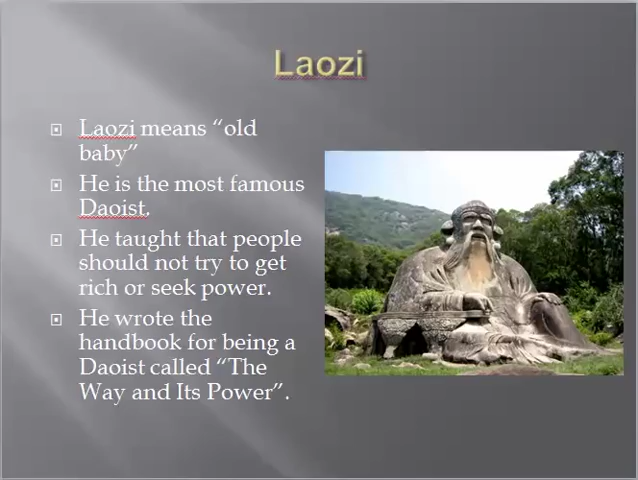 Laozi
Laozi means “old
baby”
He is the most famous
Daoist.
He taught that people
should not try to get
rich or seek power.
He wrote the
handbook for being a
Daoist called “The
Way and Its Power”.